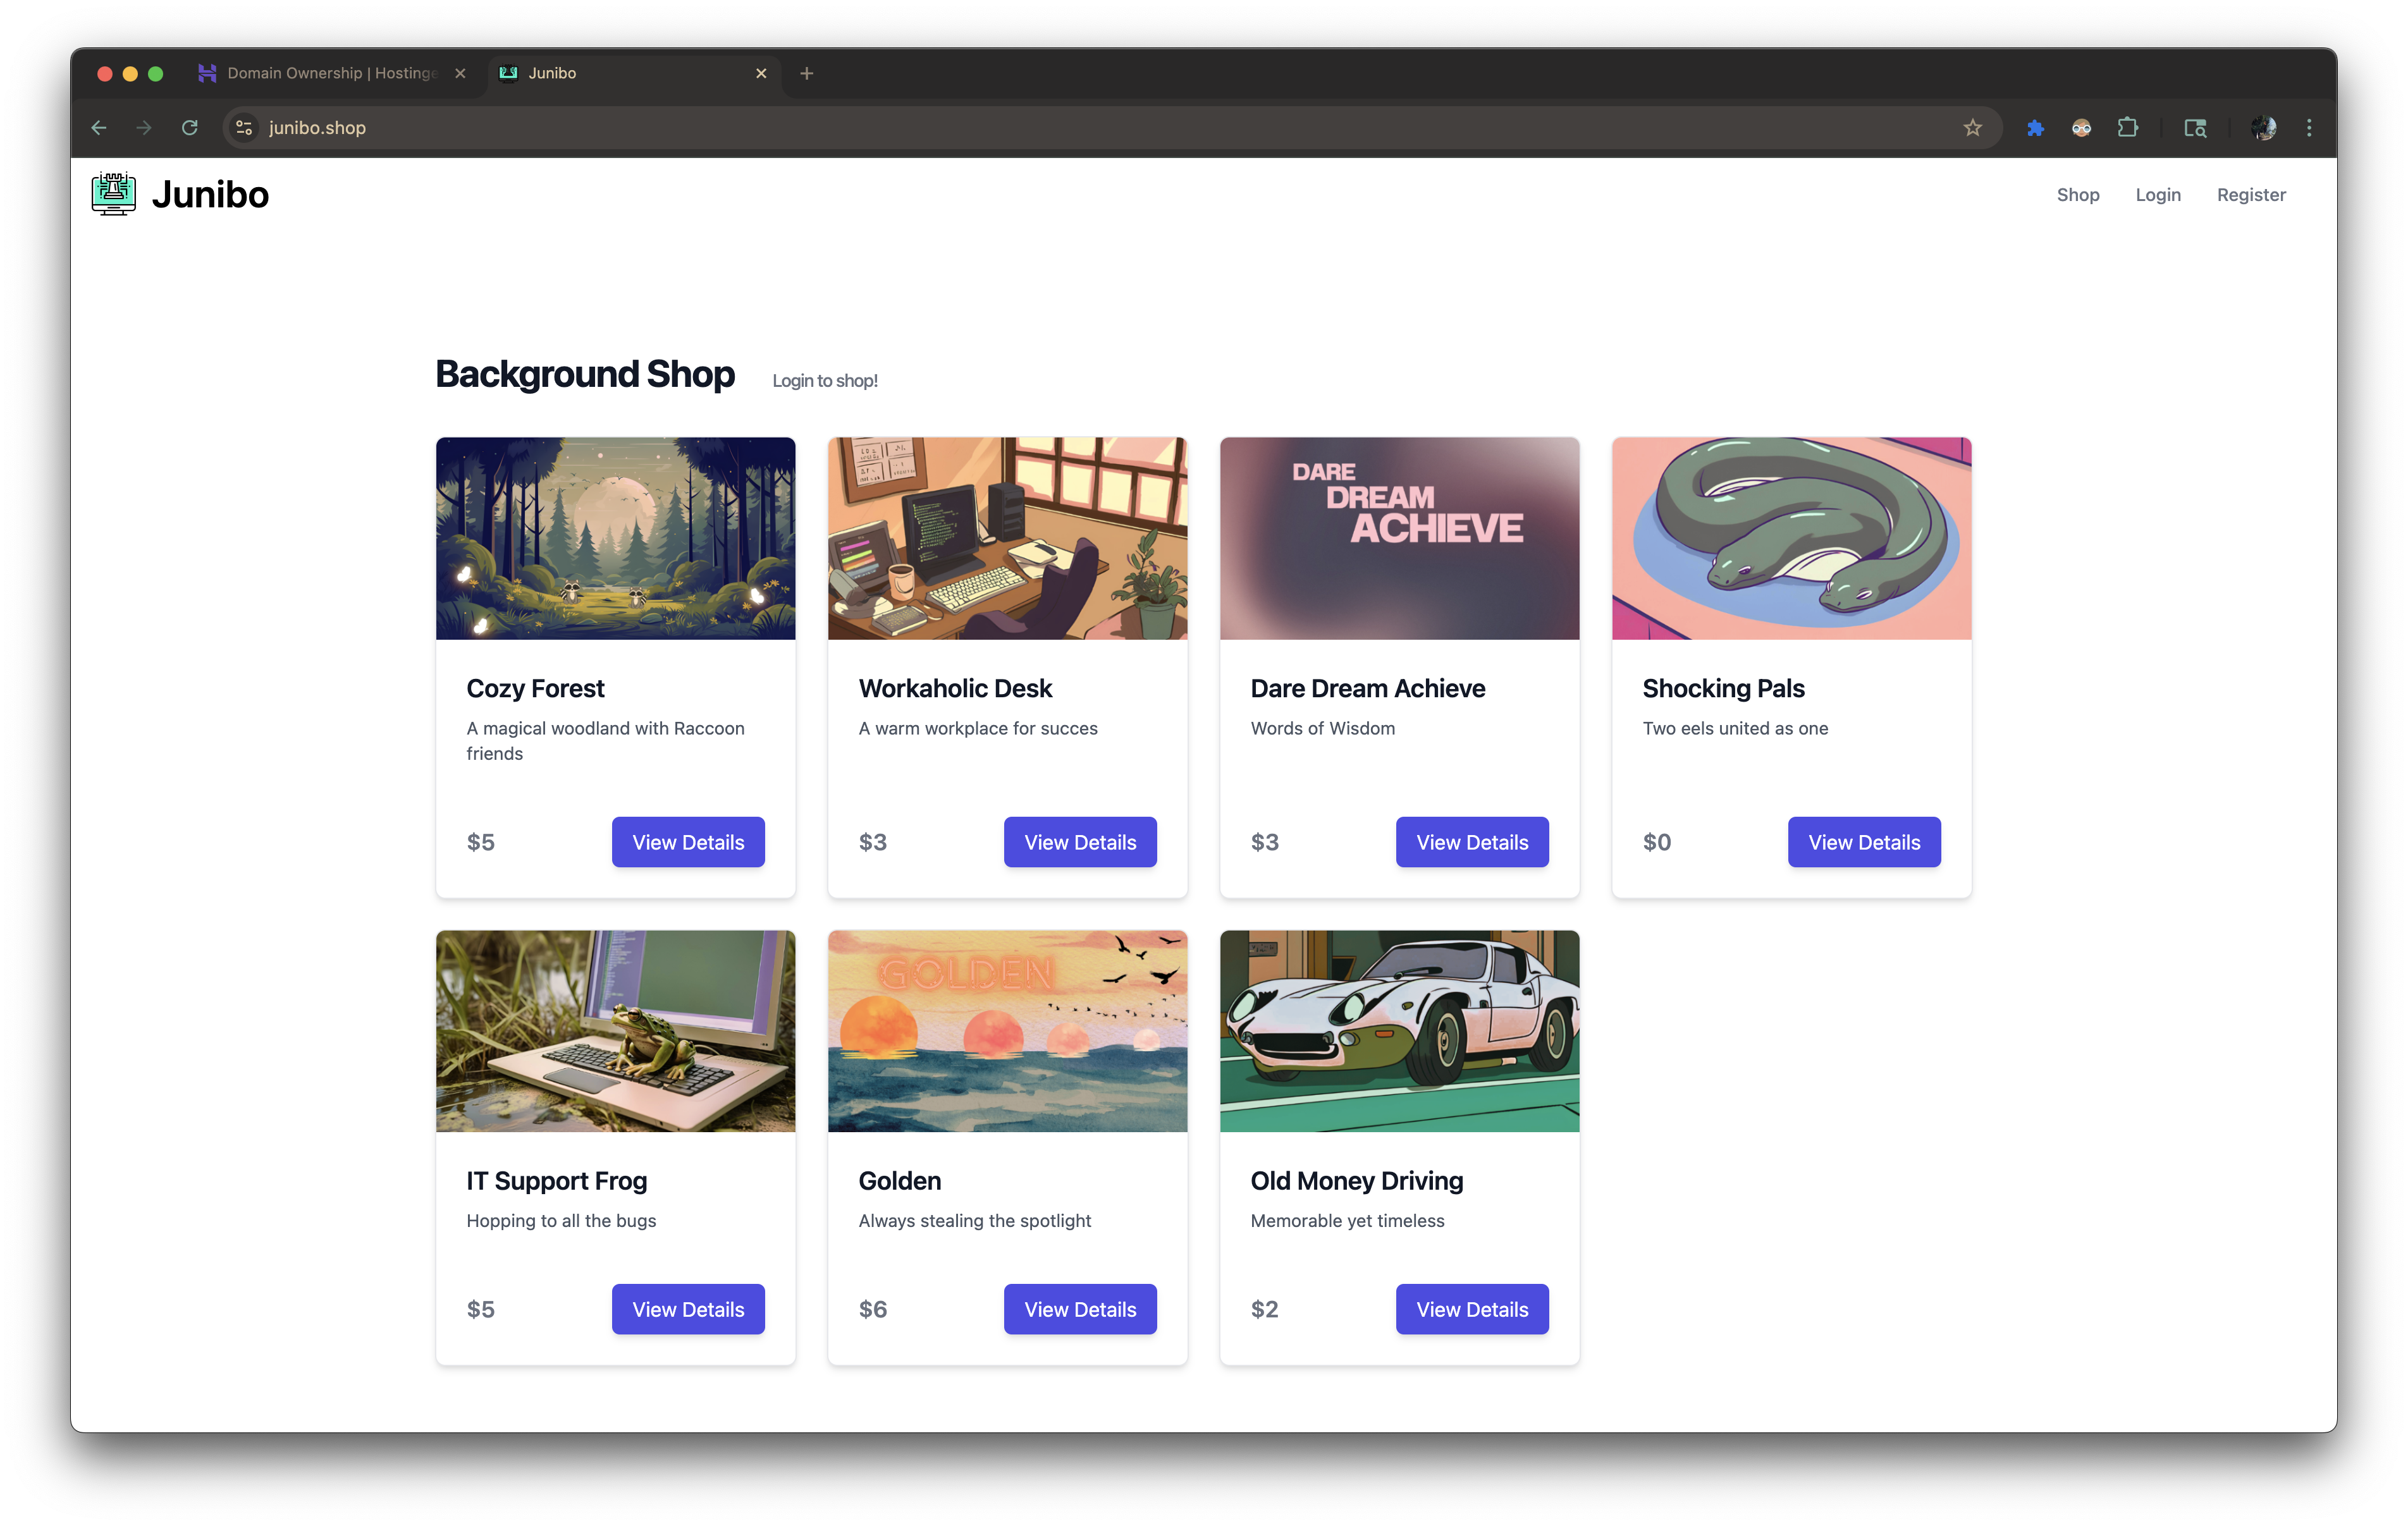 Domain Ownership | Hostinge
Junibo
junibo.shop
Junibo
Shop
Login
Register
Background Shop
Login to shop!
DARE
DREAM
ACHIEVE
Cozy Forest
A magical woodland with Raccoon
friends
$5
View Details
Workaholic Desk
A warm workplace for succes
$3
View Details
Dare Dream Achieve
Words of Wisdom
$3
View Details
Shocking Pals
Two eels united as one
$0
View Details
IT Support Frog
Hopping to all the bugs
$5
View Details
GOLDEN
Golden
Always stealing the spotlight
$6
View Details
Old Money Driving
Memorable yet timeless
$2
View Details